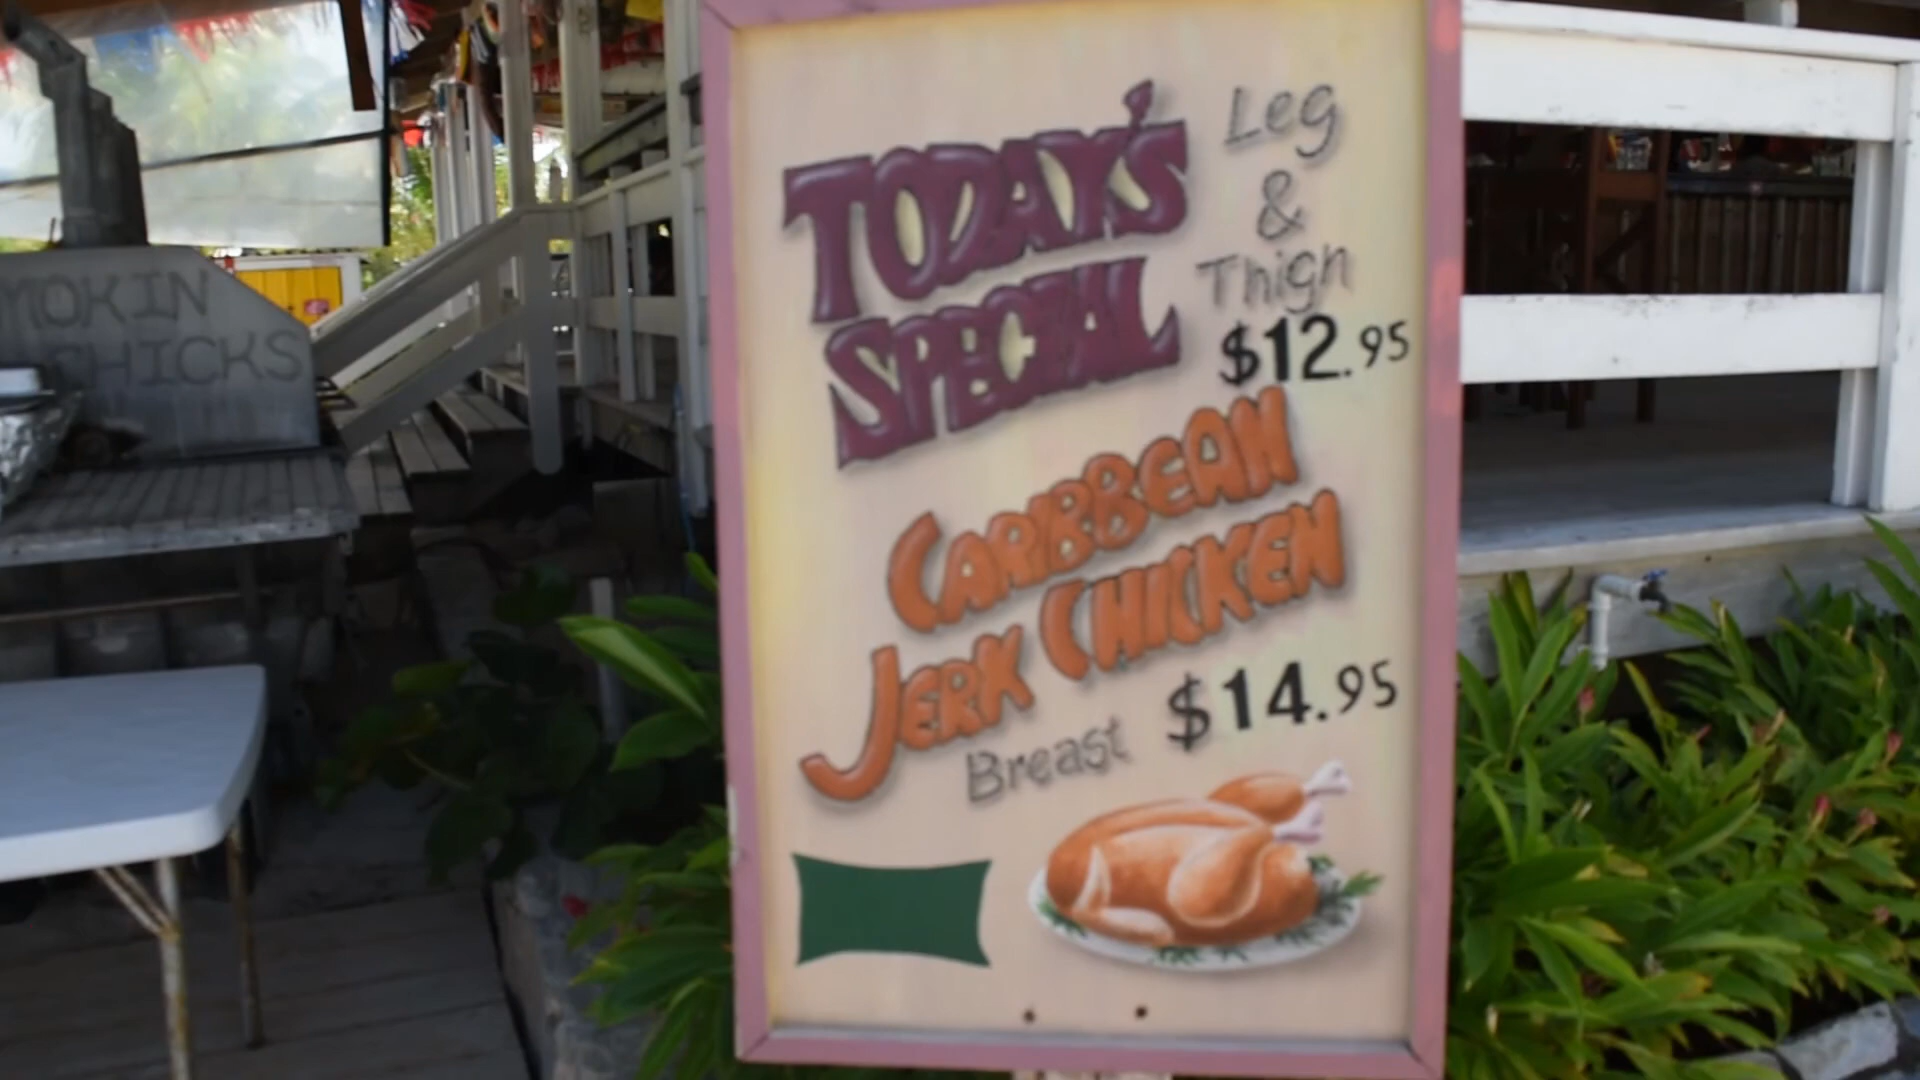 TODAY'S
SPECIAL
Leg
&
Thigh
$12.95
CARIBBEAN
JERK CHICKEN
Breast $14.95
MOKIN
CHICKS